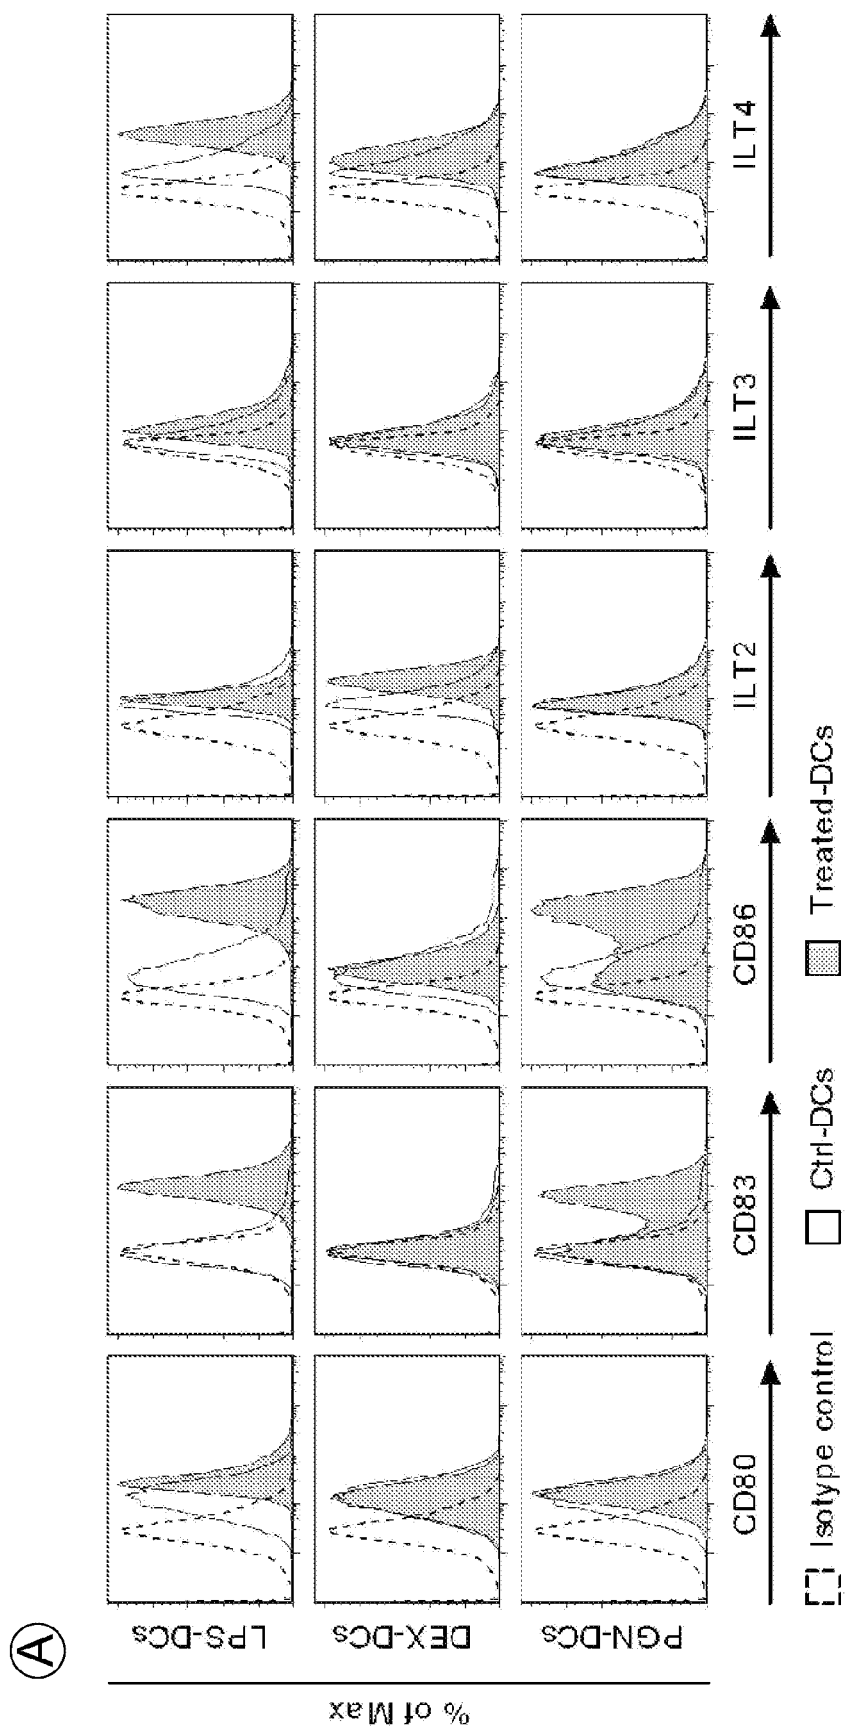 A
% of Max
LPS-DCs
DEX-DCs
PGN-DCs
CD80
CD83
CD86
ILT2
ILT3
ILT4
Isotype control
Ctrl-DCs
Treated-DCs